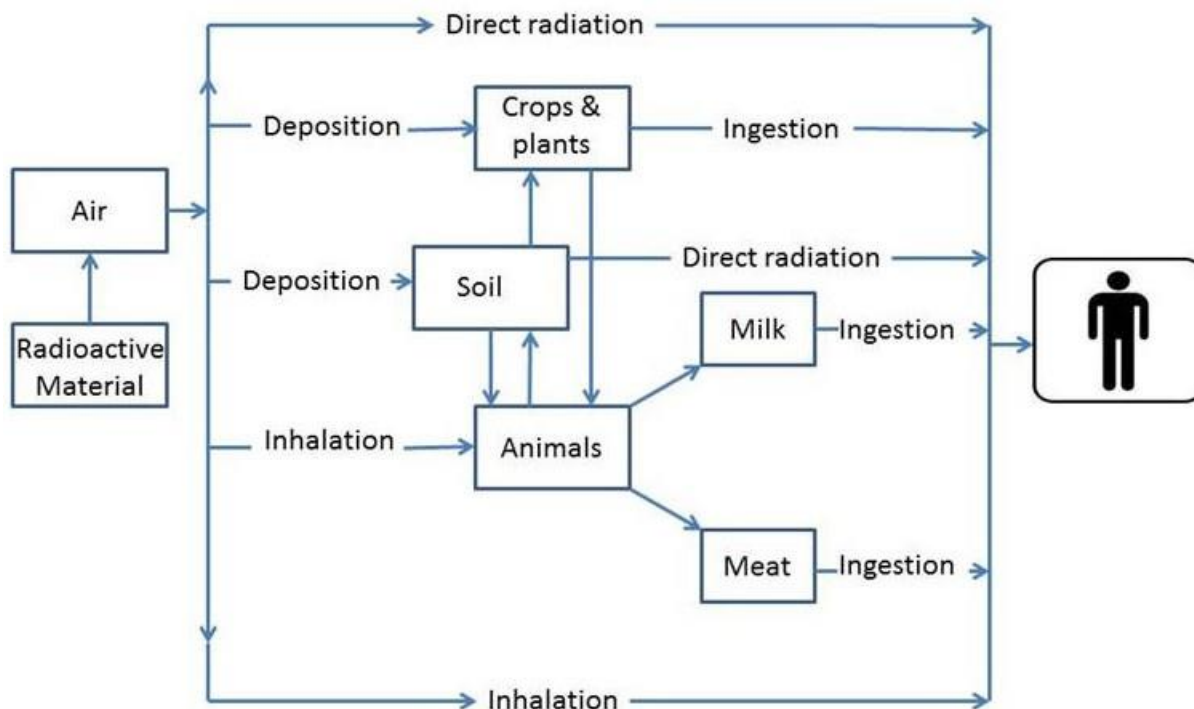 Direct radiation
Deposition
Crops &
plants
Ingestion
Air
Deposition
Soil
Direct radiation
Radioactive
Material
Milk
Ingestion
Inhalation
Animals
Meat
Ingestion
Inhalation